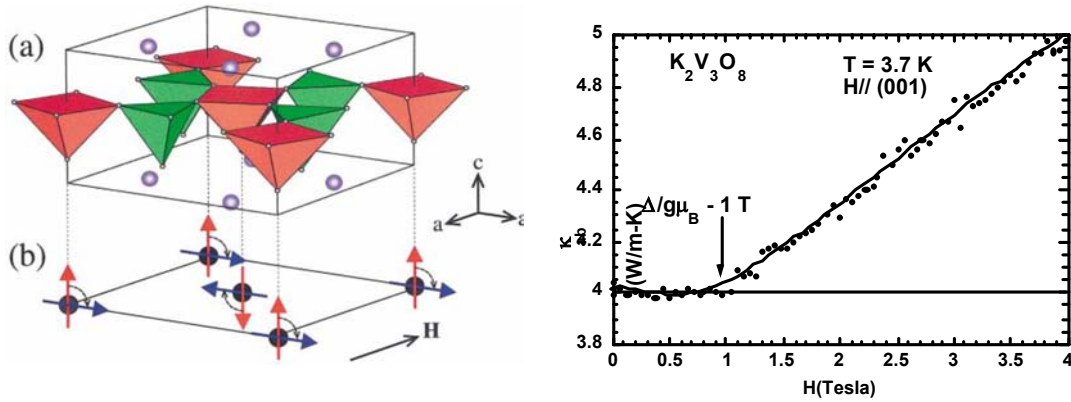 (a)
c
a
a
(b)
H
K2V3O8
T = 3.7 K
H// (001)
Δ/gμB - 1 T
κ (W/m-K)
5
4.8
4.6
4.4
4.2
4
3.8
0 0.5 1 1.5 2 2.5 3 3.5 4
H(Tesla)